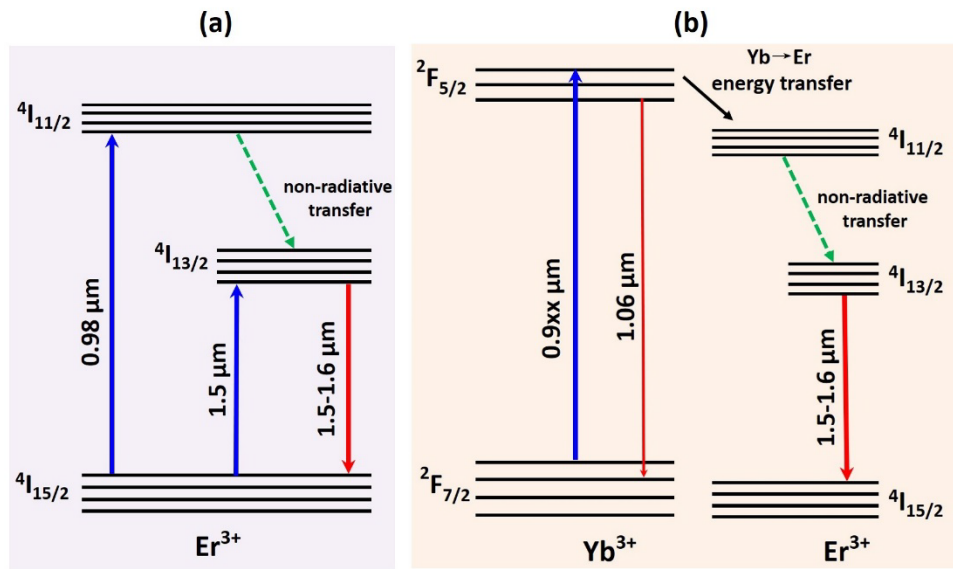 (a)
⁴I₁₁/₂
non-radiative
transfer
⁴I₁₃/₂
0.98 µm
1.5 µm
1.5-1.6 µm
⁴I₁₅/₂
Er³⁺
(b)
²F₅/₂
Yb→Er
energy transfer
⁴I₁₁/₂
non-radiative
transfer
⁴I₁₃/₂
0.9xx µm
1.06 µm
1.5-1.6 µm
²F₇/₂
⁴I₁₅/₂
Yb³⁺
Er³⁺